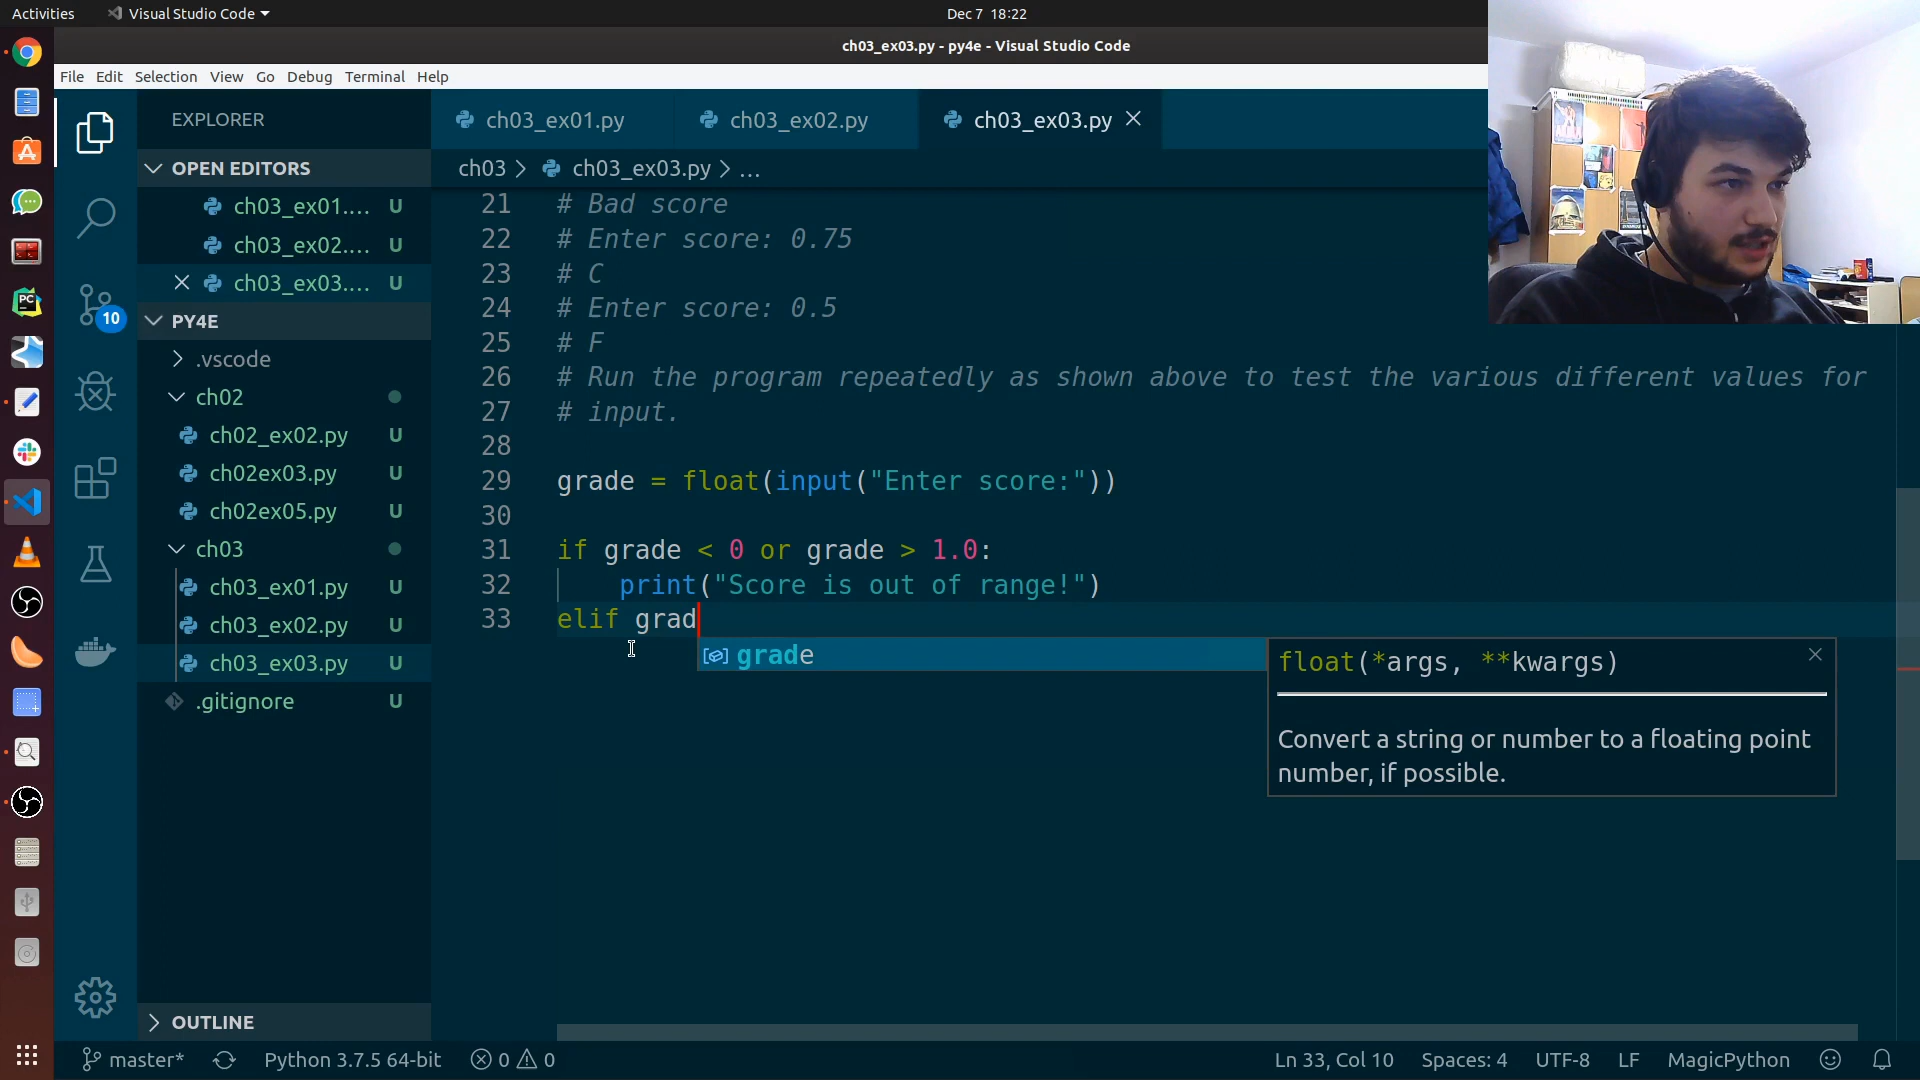 Activities
Visual Studio Code
Dec 7 18:22
ch03_ex03.py - py4e - Visual Studio Code
File Edit Selection View Go Debug Terminal Help
EXPLORER
OPEN EDITORS
ch03_ex01.... U
ch03_ex02.... U
ch03_ex03.... U
PY4E
.vscode
ch02
ch02_ex02.py U
ch02ex03.py U
ch02ex05.py U
ch03
ch03_ex01.py U
ch03_ex02.py U
ch03_ex03.py U
.gitignore U
OUTLINE
10
PC
ch03_ex01.py
ch03_ex02.py
ch03_ex03.py
ch03 > ch03_ex03.py > ...
21 # Bad score
22 # Enter score: 0.75
23 # C
24 # Enter score: 0.5
25 # F
26 # Run the program repeatedly as shown above to test the various different values for
27 # input.
28
29 grade = float(input("Enter score:"))
30
31 if grade < 0 or grade > 1.0:
32 print("Score is out of range!")
33 elif grad
grade
float(*args, **kwargs)
Convert a string or number to a floating point
number, if possible.
master*
Python 3.7.5 64-bit
0
0
Ln 33, Col 10
Spaces: 4
UTF-8
LF
MagicPython